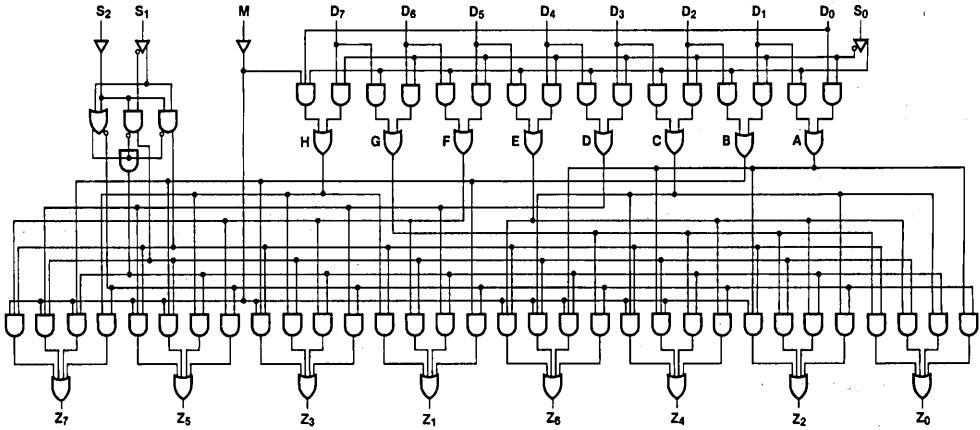 S2 S1 M D7 D6 D5 D4 D3 D2 D1 D0 S0
H G F E D C B A
Z7 Z5 Z3 Z1 Z6 Z4 Z2 Z0